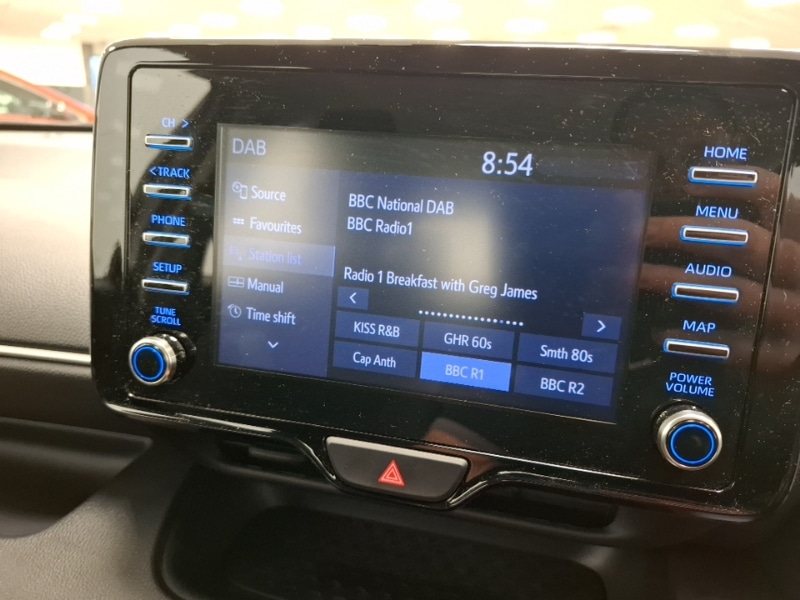 CH >
< TRACK
PHONE
SETUP
TUNE
SCROLL
DAB
8:54
Source
Favourites
Station list
Manual
Time shift
BBC National DAB
BBC Radio1
Radio 1 Breakfast with Greg James
<
>
KISS R&B
GHR 60s
Smth 80s
Cap Anth
BBC R1
BBC R2
HOME
MENU
AUDIO
MAP
POWER
VOLUME